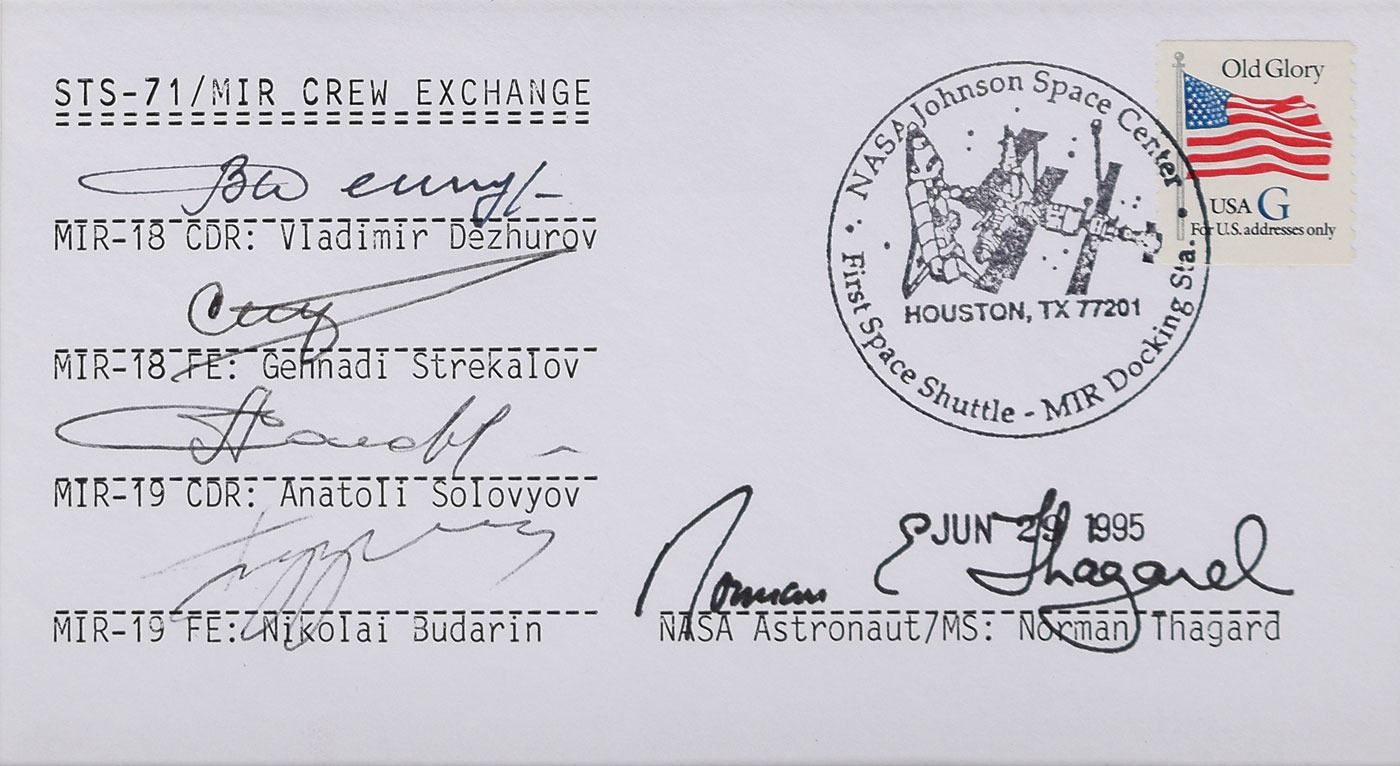 STS-71/MIR CREW EXCHANGE
MIR-18 CDR: Vladimir Dezhurov
MIR-18 FE: Gennadi Strekalov
MIR-19 CDR: Anatoli Solovyov
MIR-19 FE: Nikolai Budarin
NASA Johnson Space Center
HOUSTON, TX 77201
First Space Shuttle - MIR Docking Sta.
Old Glory
USA G
For U.S. addresses only
JUN 29 1995
Norman E Thagard
NASA Astronaut/MS: Norman Thagard